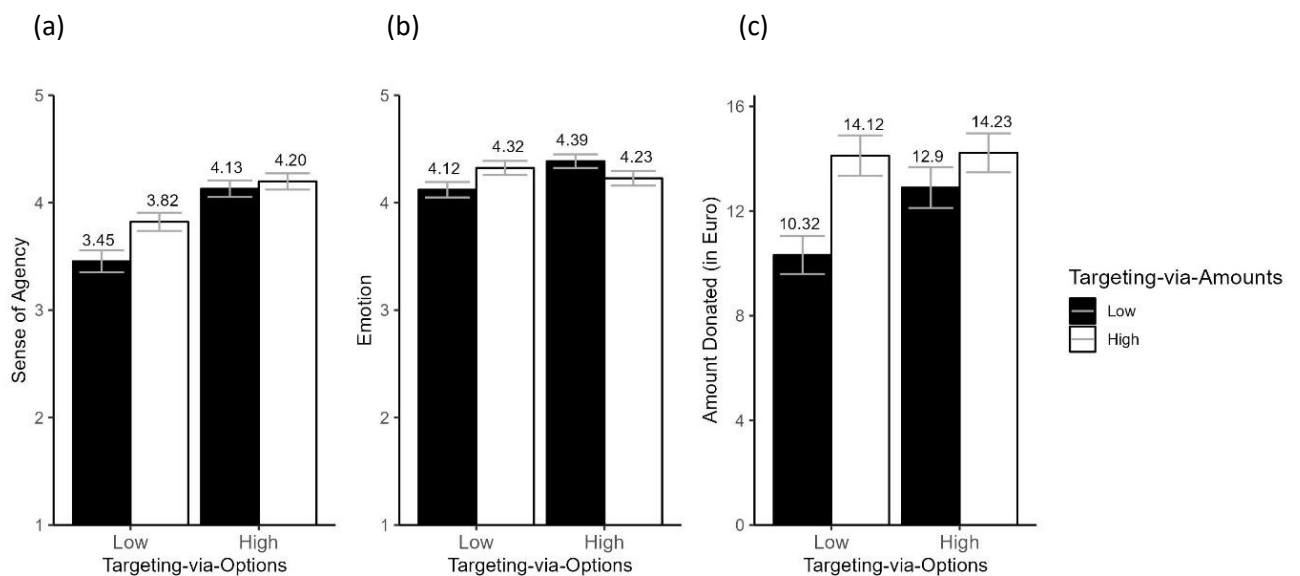 (a)
5
4
3
2
1
Sense of Agency
3.45
3.82
4.13
4.20
Low
High
Targeting-via-Options
(b)
5
4
3
2
1
Emotion
4.12
4.32
4.39
4.23
Low
High
Targeting-via-Options
(c)
16
12
8
4
0
Amount Donated (in Euro)
10.32
14.12
12.9
14.23
Low
High
Targeting-via-Options
Targeting-via-Amounts
Low
High